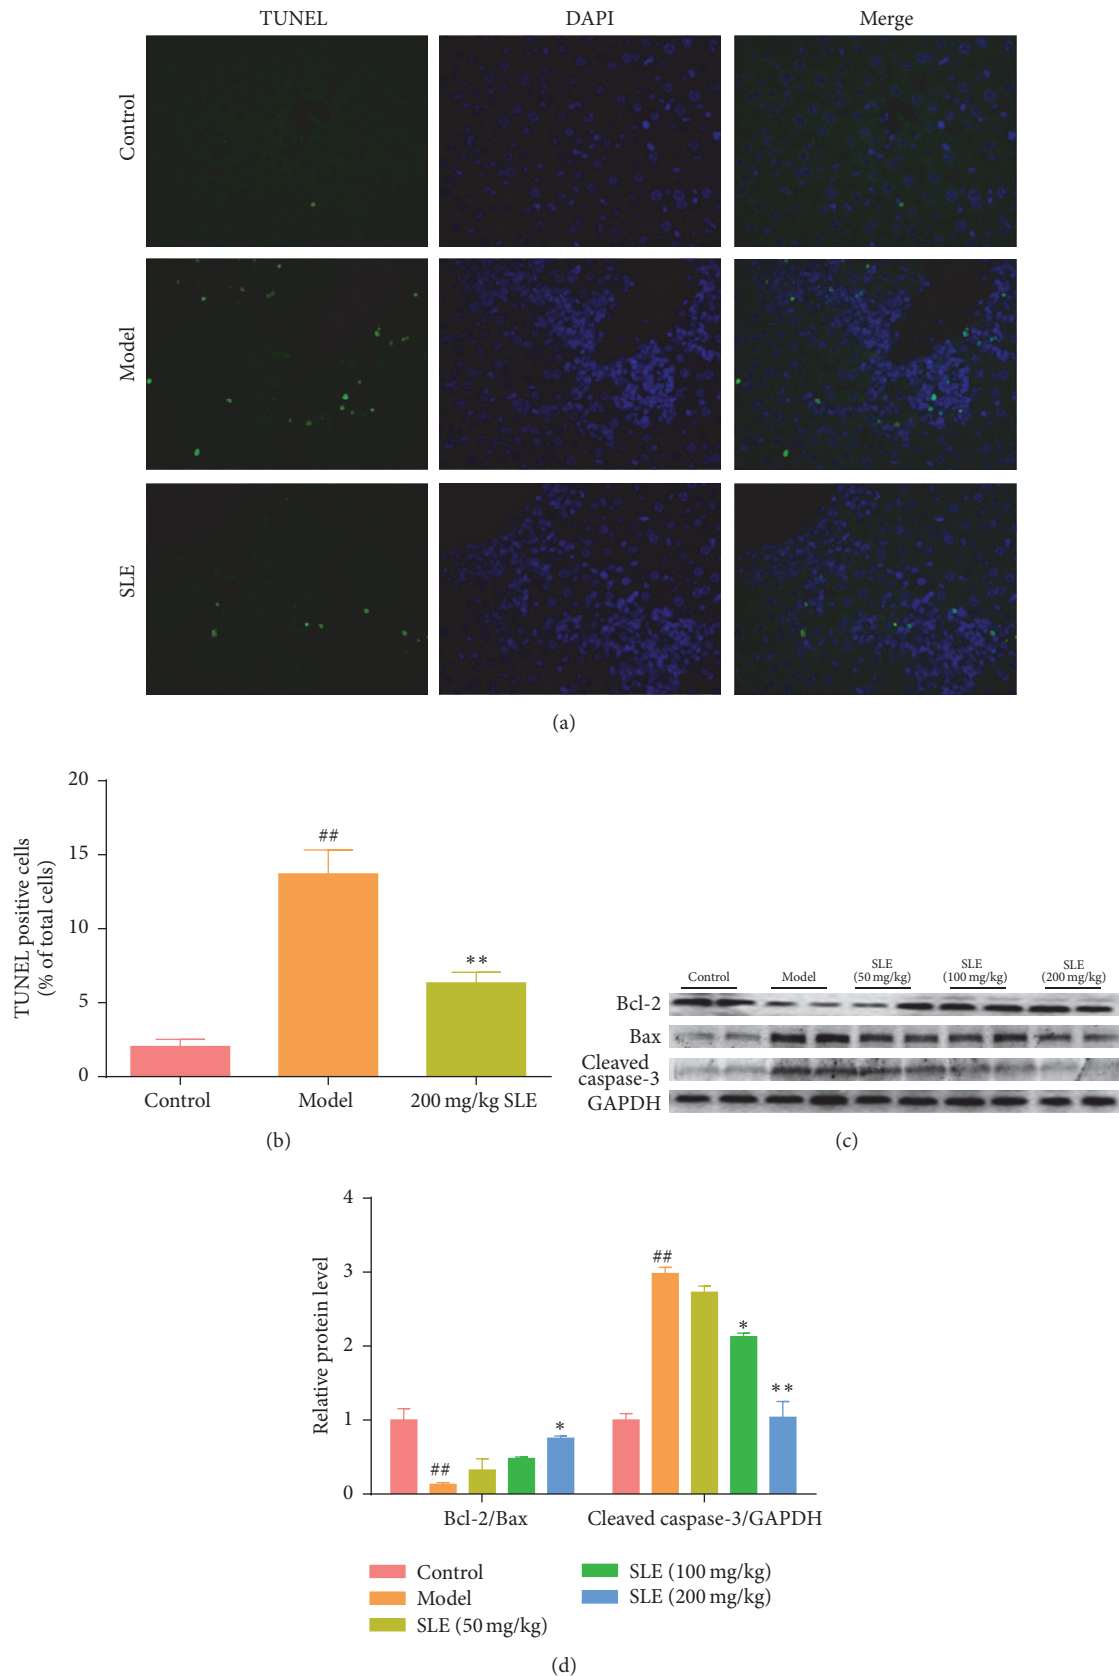 TUNEL DAPI Merge
Control
Model
SLE
(a)
20
15
10
5
0
TUNEL positive cells
(% of total cells)
##
**
Control Model 200 mg/kg SLE
(b)
Control Model SLE (50 mg/kg) SLE (100 mg/kg) SLE (200 mg/kg)
Bcl-2
Bax
Cleaved
caspase-3
GAPDH
(c)
4
3
2
1
0
Relative protein level
##
*
##
*
**
Bcl-2/Bax Cleaved caspase-3/GAPDH
Control
Model
SLE (50 mg/kg)
SLE (100 mg/kg)
SLE (200 mg/kg)
(d)